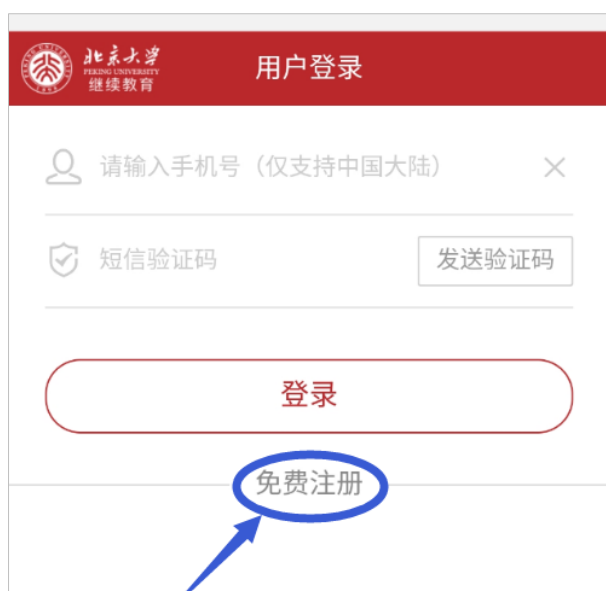 北京大学
PEKING UNIVERSITY
继续教育
用户登录
请输入手机号（仅支持中国大陆）
短信验证码
发送验证码
登录
免费注册